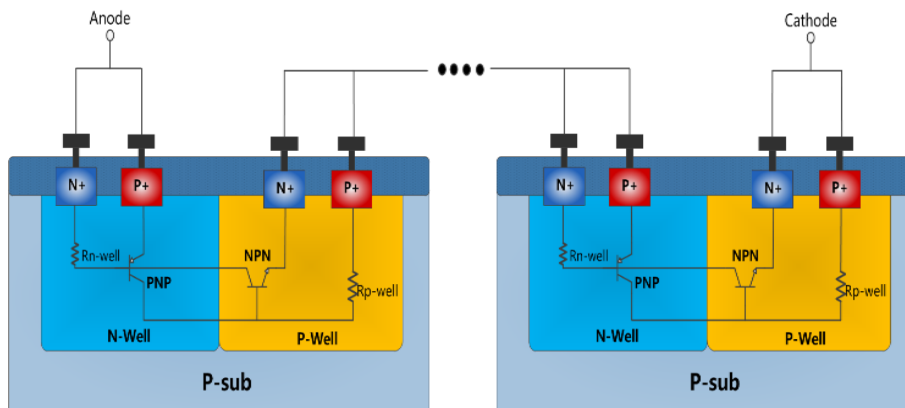 Anode
Cathode
N+ P+ N+ P+ N+ P+ N+ P+
Rn-well NPN Rn-well NPN
PNP Rp-well PNP Rp-well
N-Well P-Well N-Well P-Well
P-sub P-sub